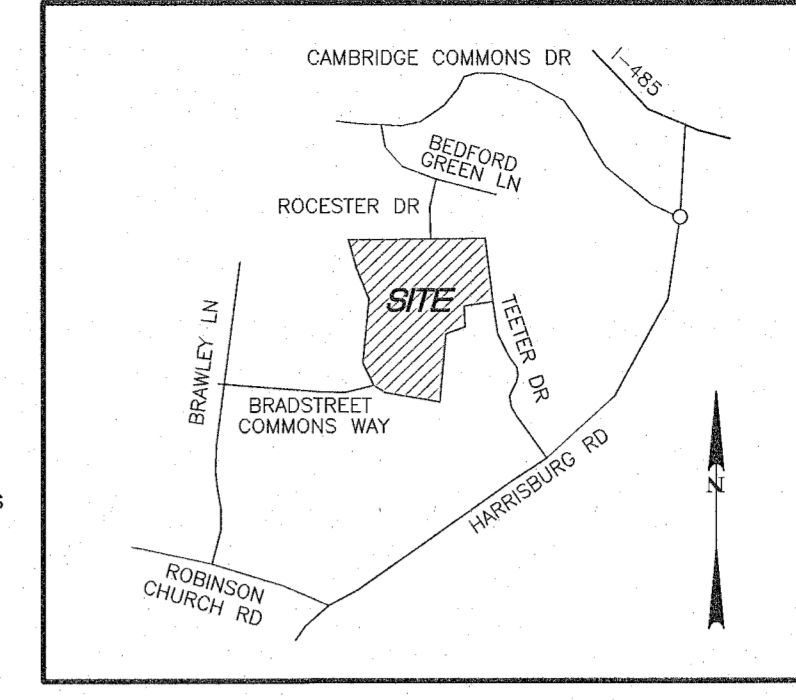 CAMBRIDGE COMMONS DR
I-485
BEDFORD
GREEN LN
ROCESTER DR
SITE
TEETER DR
BRAWLEY LN
BRADSTREET
COMMONS WAY
HARRISBURG RD
N
ROBINSON
CHURCH RD
S